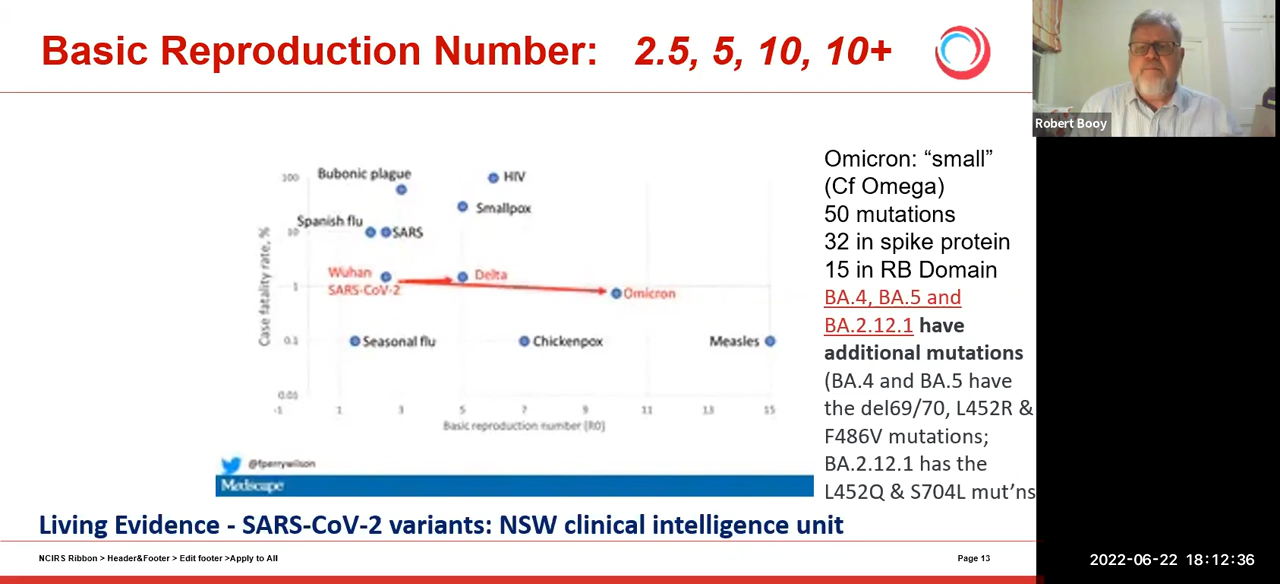 Basic Reproduction Number: 2.5, 5, 10, 10+
Robert Booy
Case fatality rate, %
100
10
1
0.1
0.01
Bubonic plague
HIV
Smallpox
Spanish flu
SARS
Wuhan
SARS-CoV-2
Delta
Omicron
Seasonal flu
Chickenpox
Measles
-1 1 3 5 7 9 11 13 15
Basic reproduction number (R0)
@fperrywilson
Medscape
Omicron: “small”
(Cf Omega)
50 mutations
32 in spike protein
15 in RB Domain
BA.4, BA.5 and
BA.2.12.1 have
additional mutations
(BA.4 and BA.5 have
the del69/70, L452R &
F486V mutations;
BA.2.12.1 has the
L452Q & S704L mut’ns
Living Evidence - SARS-CoV-2 variants: NSW clinical intelligence unit
NCIRS Ribbon > Header&Footer > Edit footer >Apply to All
Page 13
2022-06-22 18:12:36